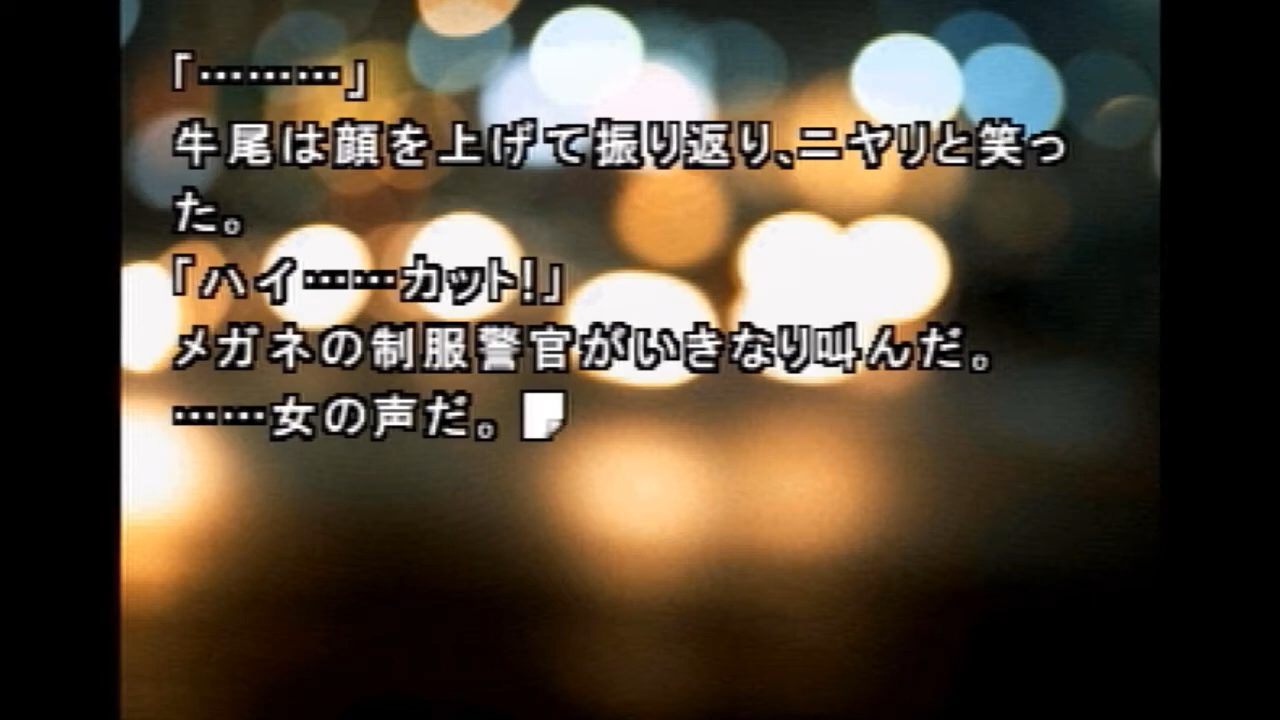 「………」
牛尾は顔を上げて振り返り、ニヤリと笑っ
た。
「ハイ……カット!」
メガネの制服警官がいきなり叫んだ。
……女の声だ。